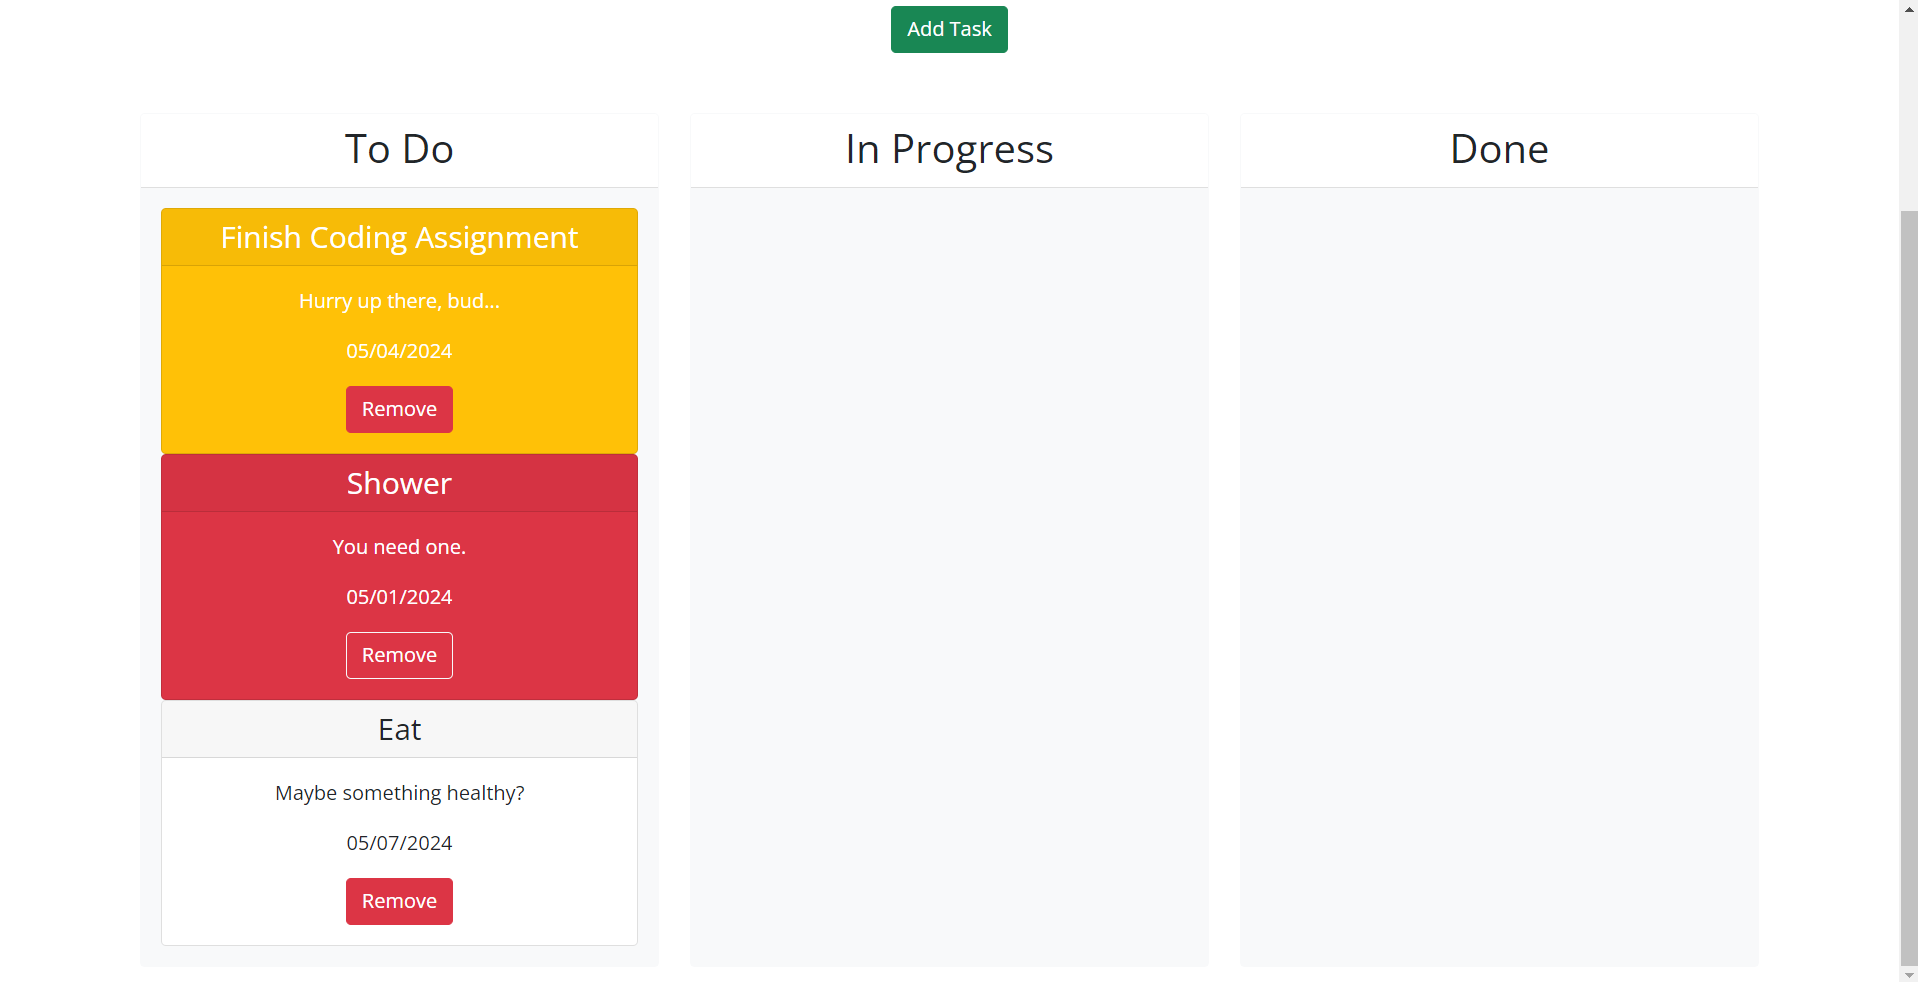 Add Task
To Do
In Progress
Done
Finish Coding Assignment
Hurry up there, bud...
05/04/2024
Remove
Shower
You need one.
05/01/2024
Remove
Eat
Maybe something healthy?
05/07/2024
Remove